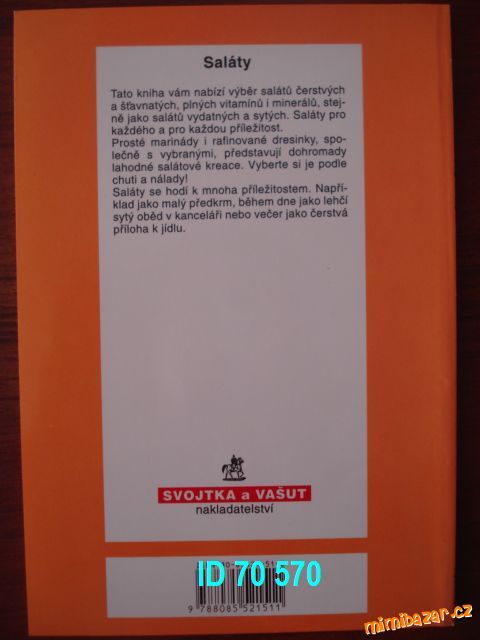 Saláty
Tato kniha vám nabízí výběr salátů čerstvých
a šťavnatých, plných vitamínů i minerálů, stej-
ně jako salátů vydatných a sytých. Saláty pro
každého a pro každou příležitost.
Prosté marinády i rafinované dresinky, spo-
lečně s vybranými, představují dohromady
lahodné salátové kreace. Vyberte si je podle
chuti a nálady!
Saláty se hodí k mnoha příležitostem. Napří-
klad jako malý předkrm, během dne jako lehčí
sytý oběd v kanceláři nebo večer jako čerstvá
příloha k jídlu.
SVOJTKA a VAŠUT
nakladatelství
ID 70 570
9 788085 521511
mimibazar.cz